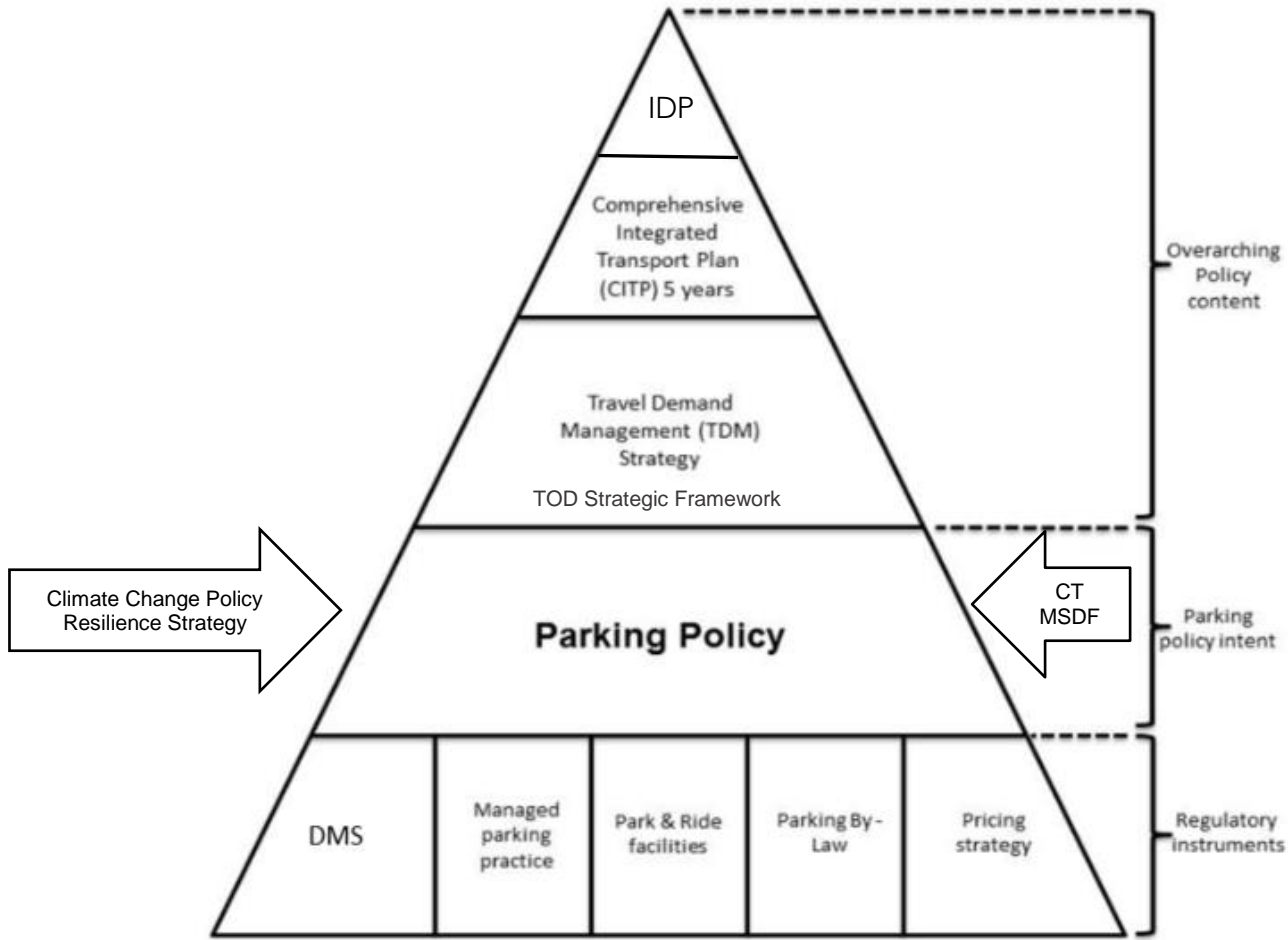 IDP
Comprehensive
Integrated
Transport Plan
(CITP) 5 years
Overarching
Policy
content
Travel Demand
Management (TDM)
Strategy
TOD Strategic Framework
Climate Change Policy
Resilience Strategy
Parking Policy
CT
MSDF
Parking
policy intent
DMS
Managed
parking
practice
Park & Ride
facilities
Parking By -
Law
Pricing
strategy
Regulatory
instruments